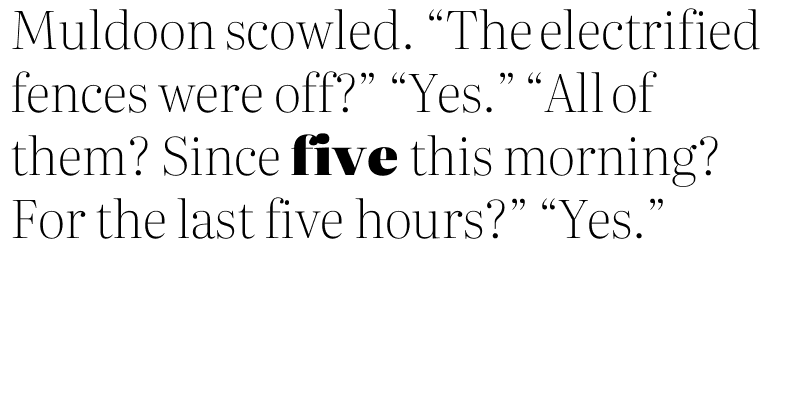 Muldoon scowled. “The electrified
fences were off?” “Yes.” “All of
them? Since five this morning?
For the last five hours?” “Yes.”